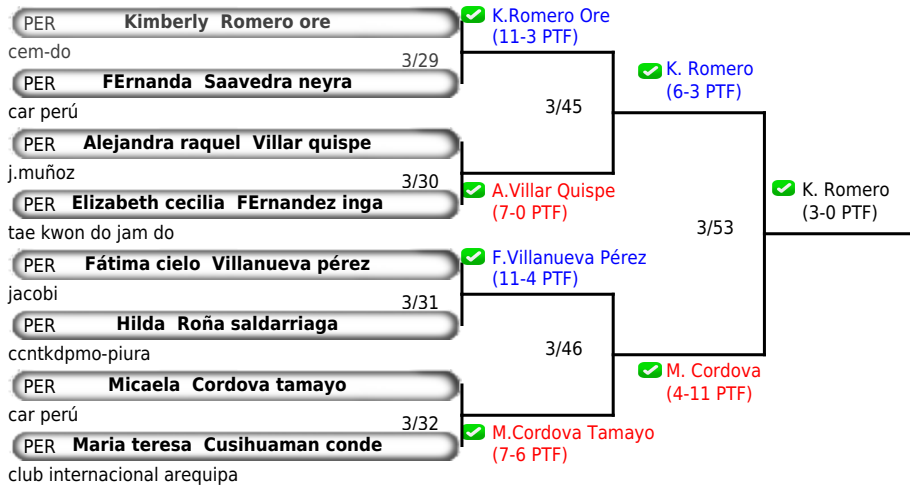 PER Kimberly Romero ore
cem-do
3/29
PER FErnanda Saavedra neyra
car perú
PER Alejandra raquel Villar quispe
j.muñoz
3/30
PER Elizabeth cecilia FErnandez inga
tae kwon do jam do
PER Fátima cielo Villanueva pérez
jacobi
3/31
PER Hilda Roña saldarriaga
ccntkdpmo-piura
PER Micaela Cordova tamayo
car perú
3/32
PER Maria teresa Cusihuaman conde
club internacional arequipa
K.Romero Ore
(11-3 PTF)
3/45
A.Villar Quispe
(7-0 PTF)
F.Villanueva Pérez
(11-4 PTF)
3/46
M.Cordova Tamayo
(7-6 PTF)
K. Romero
(6-3 PTF)
3/53
M. Cordova
(4-11 PTF)
K. Romero
(3-0 PTF)